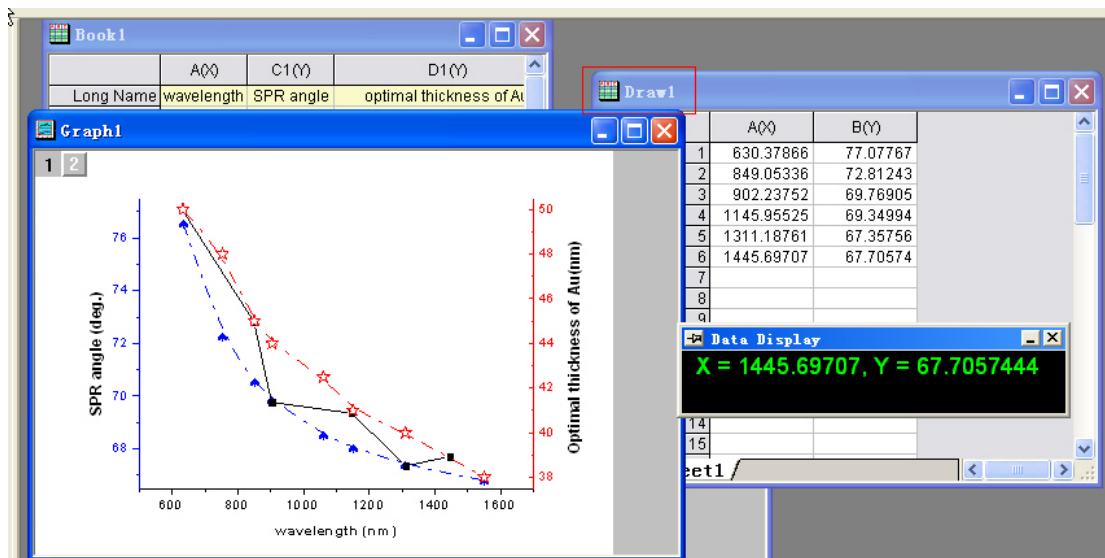 Book1
A(X) C1(Y) D1(Y)
Long Name wavelength SPR angle optimal thickness of Au
Graph1
1 2
76
74
72
70
68
SPR angle (deg.)
50
48
46
44
42
40
38
Optimal thickness of Au(nm)
600 800 1000 1200 1400 1600
wavelength (nm)
Draw1
A(X) B(Y)
1 630.37866 77.07767
2 849.05336 72.81243
3 902.23752 69.76905
4 1145.95525 69.34994
5 1311.18761 67.35756
6 1445.69707 67.70574
7
8
9
Data Display
X = 1445.69707, Y = 67.7057444
14
15
eet1